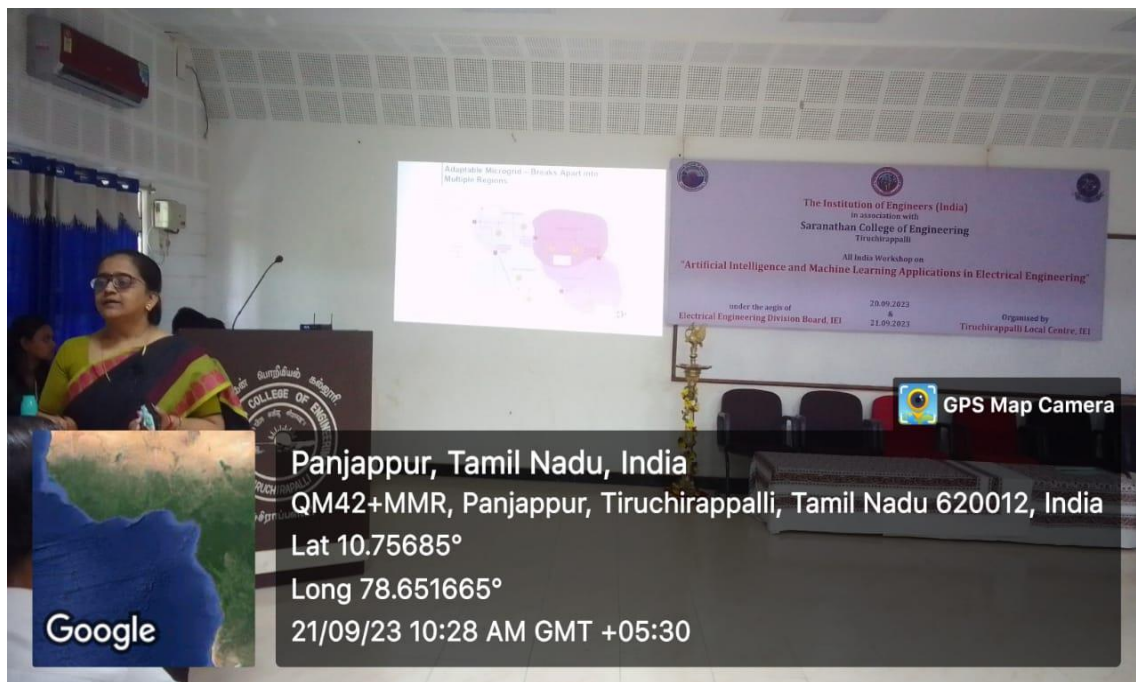 Adaptable Microgrid – Breaks Apart into
Multiple Regions
The Institution of Engineers (India)
in association with
Saranathan College of Engineering
Tiruchirappalli
All India Workshop on
"Artificial Intelligence and Machine Learning Applications in Electrical Engineering"
under the aegis of
Electrical Engineering Division Board, IEI
20.09.2023
&
21.09.2023
Organised by
Tiruchirappalli Local Centre, IEI
பொறியியல் கல்லூரி
COLLEGE OF ENGINEER
GPS Map Camera
Panjappur, Tamil Nadu, India
QM42+MMR, Panjappur, Tiruchirappalli, Tamil Nadu 620012, India
Lat 10.75685°
Long 78.651665°
21/09/23 10:28 AM GMT +05:30
Google